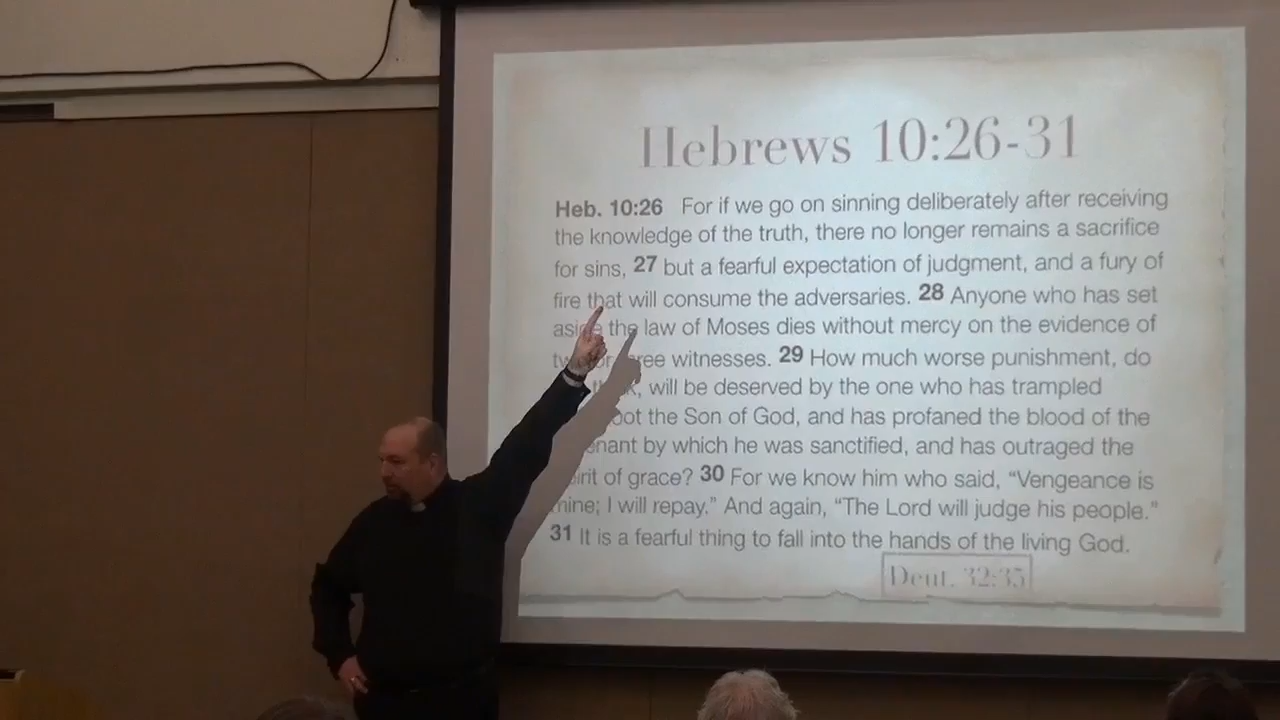 Hebrews 10:26-31
Heb. 10:26 For if we go on sinning deliberately after receiving
the knowledge of the truth, there no longer remains a sacrifice
for sins, 27 but a fearful expectation of judgment, and a fury of
fire that will consume the adversaries. 28 Anyone who has set
aside the law of Moses dies without mercy on the evidence of
witnesses. 29 How much worse punishment, do
will be deserved by the one who has trampled
the Son of God, and has profaned the blood of the
by which he was sanctified, and has outraged the
of grace? 30 For we know him who said, “Vengeance is
mine; I will repay.” And again, “The Lord will judge his people.”
31 It is a fearful thing to fall into the hands of the living God.
Deut. 32:35